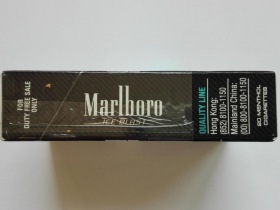 FOR
DUTY FREE SALE
ONLY
Marlboro
ICE BLAST
QUALITY LINE
Hong Kong:
(852) 8100-1150
Mainland China:
(00) 800-8100-1150
20 MENTHOL
CIGARETTES